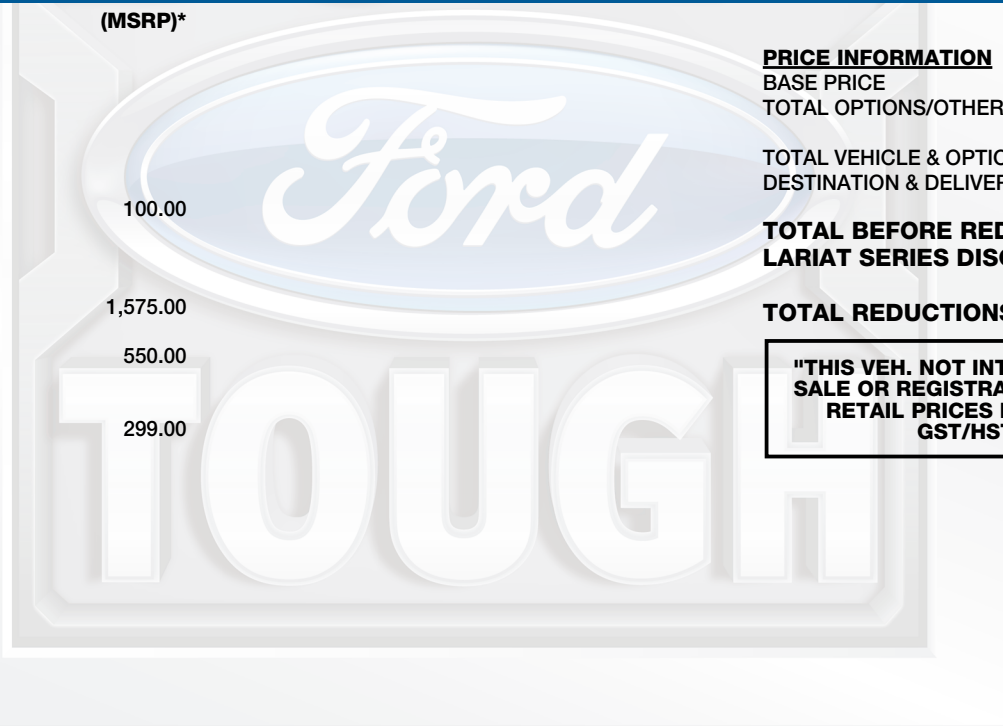 (MSRP)*
Ford
100.00
1,575.00
550.00
299.00
TOUGH
PRICE INFORMATION
BASE PRICE
TOTAL OPTIONS/OTHER
TOTAL VEHICLE & OPTIO
DESTINATION & DELIVER
TOTAL BEFORE RED
LARIAT SERIES DISC
TOTAL REDUCTIONS
"THIS VEH. NOT INT
SALE OR REGISTRA
RETAIL PRICES
GST/HST